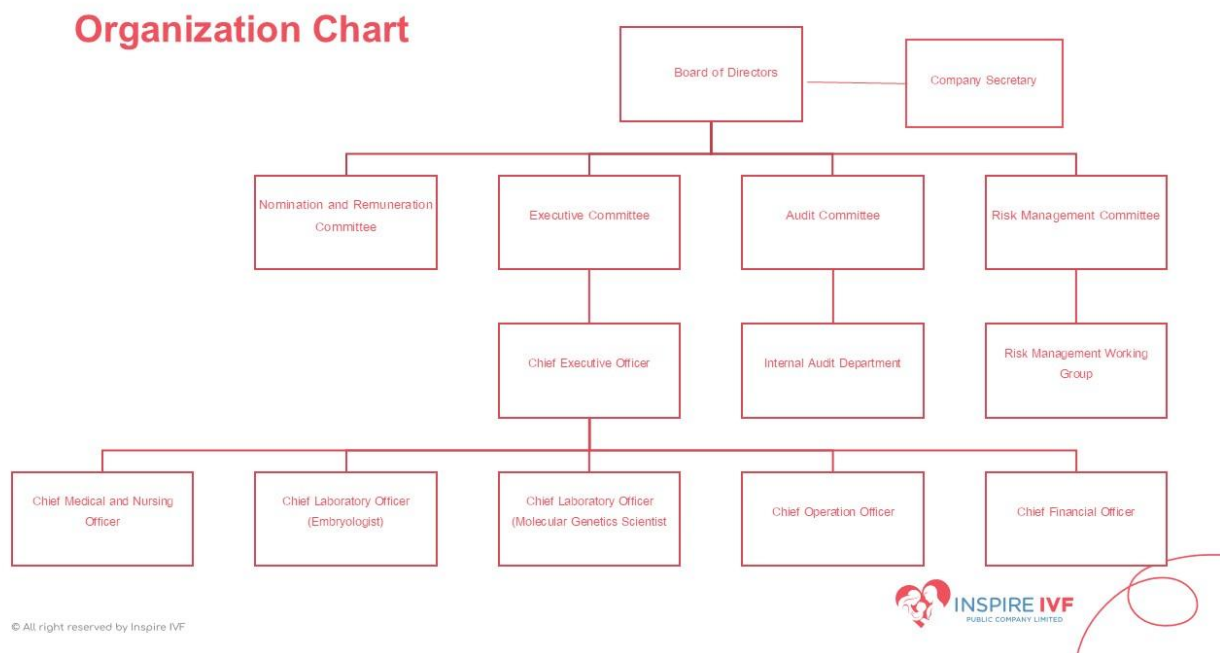 Organization Chart
Board of Directors
Company Secretary
Nomination and Remuneration
Committee
Executive Committee
Audit Committee
Risk Management Committee
Chief Executive Officer
Internal Audit Department
Risk Management Working
Group
Chief Medical and Nursing
Officer
Chief Laboratory Officer
(Embryologist)
Chief Laboratory Officer
(Molecular Genetics Scientist
Chief Operation Officer
Chief Financial Officer
INSPIRE IVF
PUBLIC COMPANY LIMITED
© All right reserved by Inspire IVF